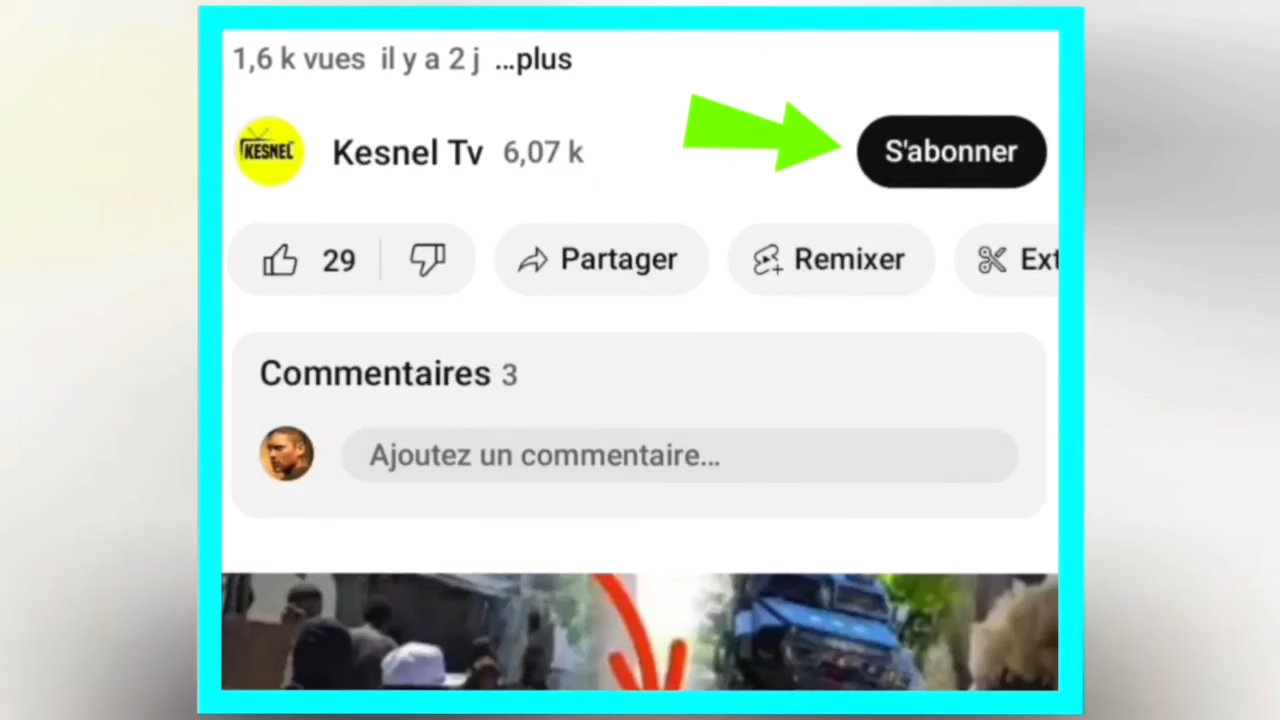 1,6 k vues il y a 2 j ...plus
KESNEL
Kesnel Tv 6,07 k
S'abonner
29
Partager
Remixer
Ext
Commentaires 3
Ajoutez un commentaire...